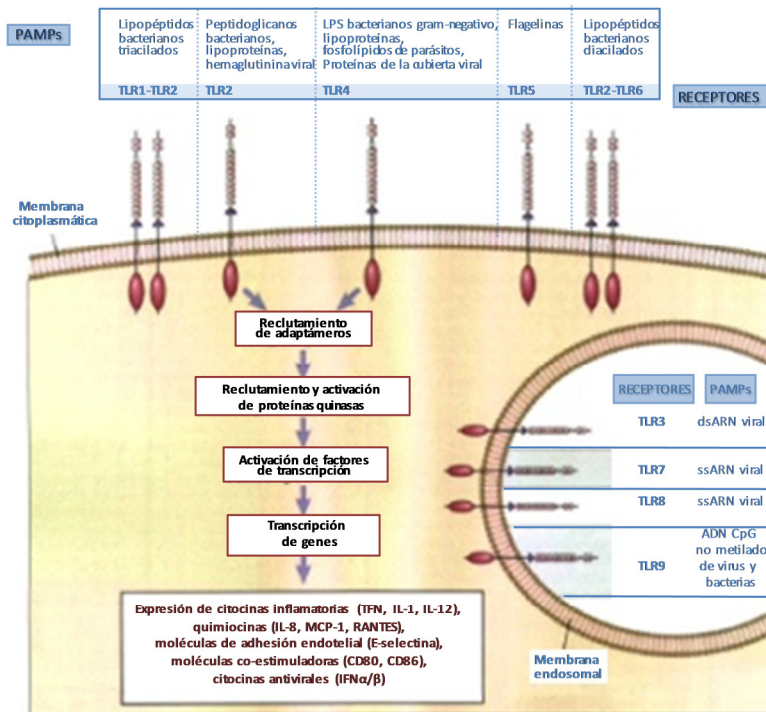 PAMPs
Lipopéptidos
bacterianos
triacilados
TLR1-TLR2
Peptidoglicanos
bacterianos,
lipoproteínas,
hemaglutinina viral
TLR2
LPS bacterianos gram-negativo,
lipoproteínas,
fosfolípidos de parásitos,
Proteínas de la cubierta viral
TLR4
Flagelinas
TLR5
Lipopéptidos
bacterianos
diacilados
TLR2-TLR6
RECEPTORES
Membrana
citoplasmática
Reclutamiento
de adaptámeros
Reclutamiento y activación
de proteínas quinasas
Activación de factores
de transcripción
Transcripción
de genes
Expresión de citocinas inflamatorias (TFN, IL-1, IL-12),
quimiocinas (IL-8, MCP-1, RANTES),
moléculas de adhesión endotelial (E-selectina),
moléculas co-estimuladoras (CD80, CD86),
citocinas antivirales (IFNα/β)
RECEPTORES PAMPs
TLR3 dsARN viral
TLR7 ssARN viral
TLR8 ssARN viral
TLR9
ADN CpG
no metilado
de virus y
bacterias
Membrana
endosomal